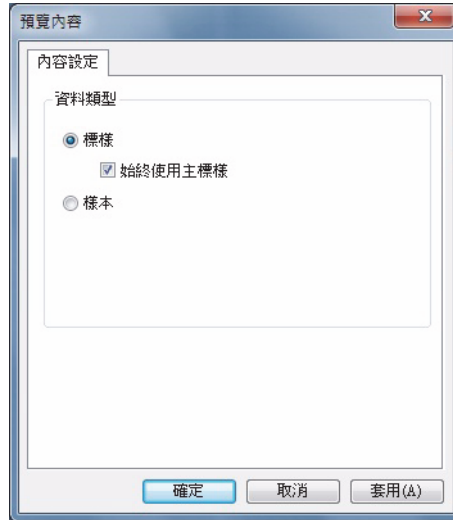 預覽內容
內容設定
資料類型
標樣
始終使用主標樣
樣本
確定
取消
套用(A)